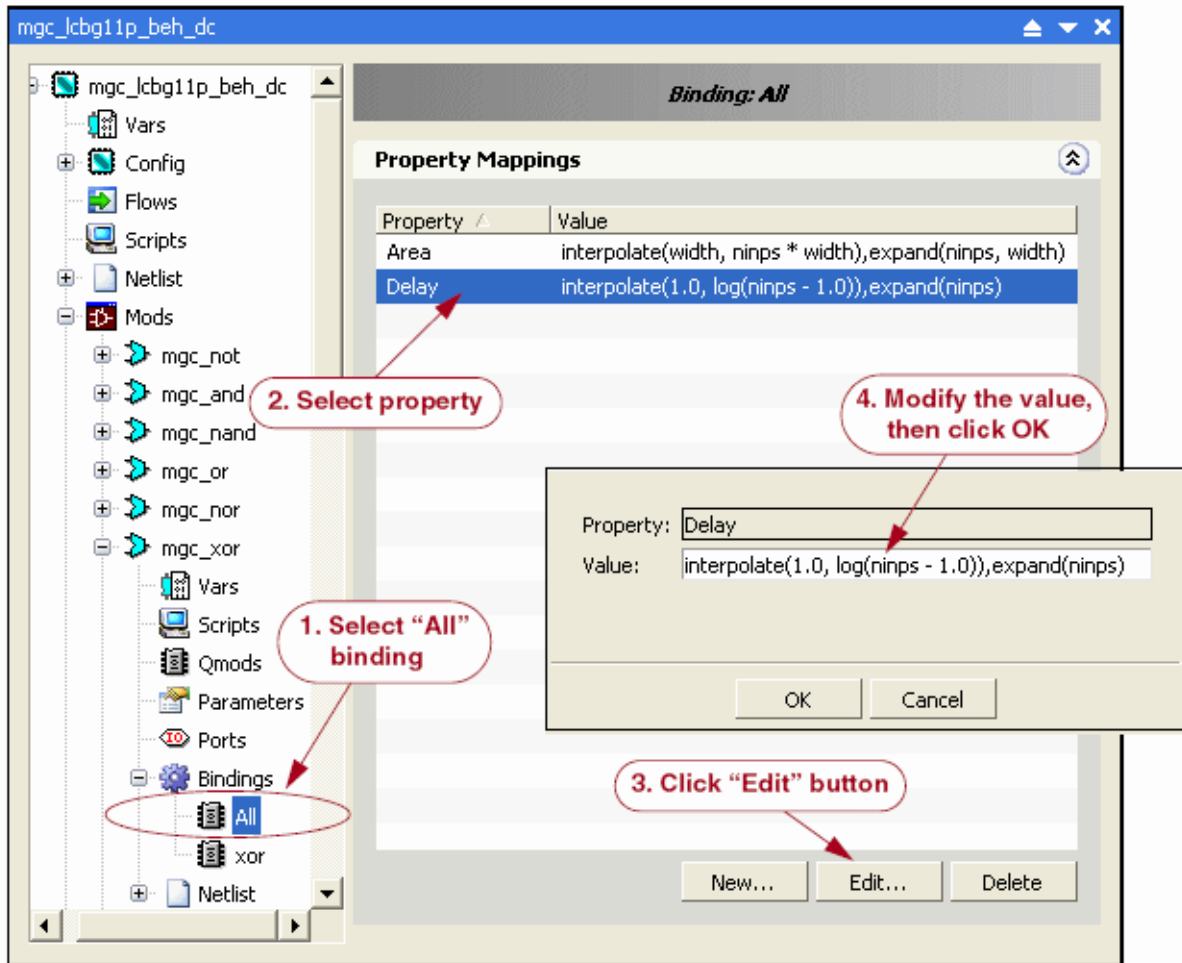 mgc_lcbg11p_beh_dc
mgc_lcbg11p_beh_dc
Vars
Config
Flows
Scripts
Netlist
Mods
mgc_not
mgc_and
mgc_nand
mgc_or
mgc_nor
mgc_xor
Vars
Scripts
Qmods
Parameters
IO Ports
Bindings
All
xor
Netlist
Binding: All
Property Mappings
Property Value
Area interpolate(width, ninps * width),expand(ninps, width)
Delay interpolate(1.0, log(ninps - 1.0)),expand(ninps)
2. Select property
4. Modify the value,
then click OK
Property: Delay
Value: interpolate(1.0, log(ninps - 1.0)),expand(ninps)
OK Cancel
1. Select “All”
binding
3. Click “Edit” button
New... Edit... Delete